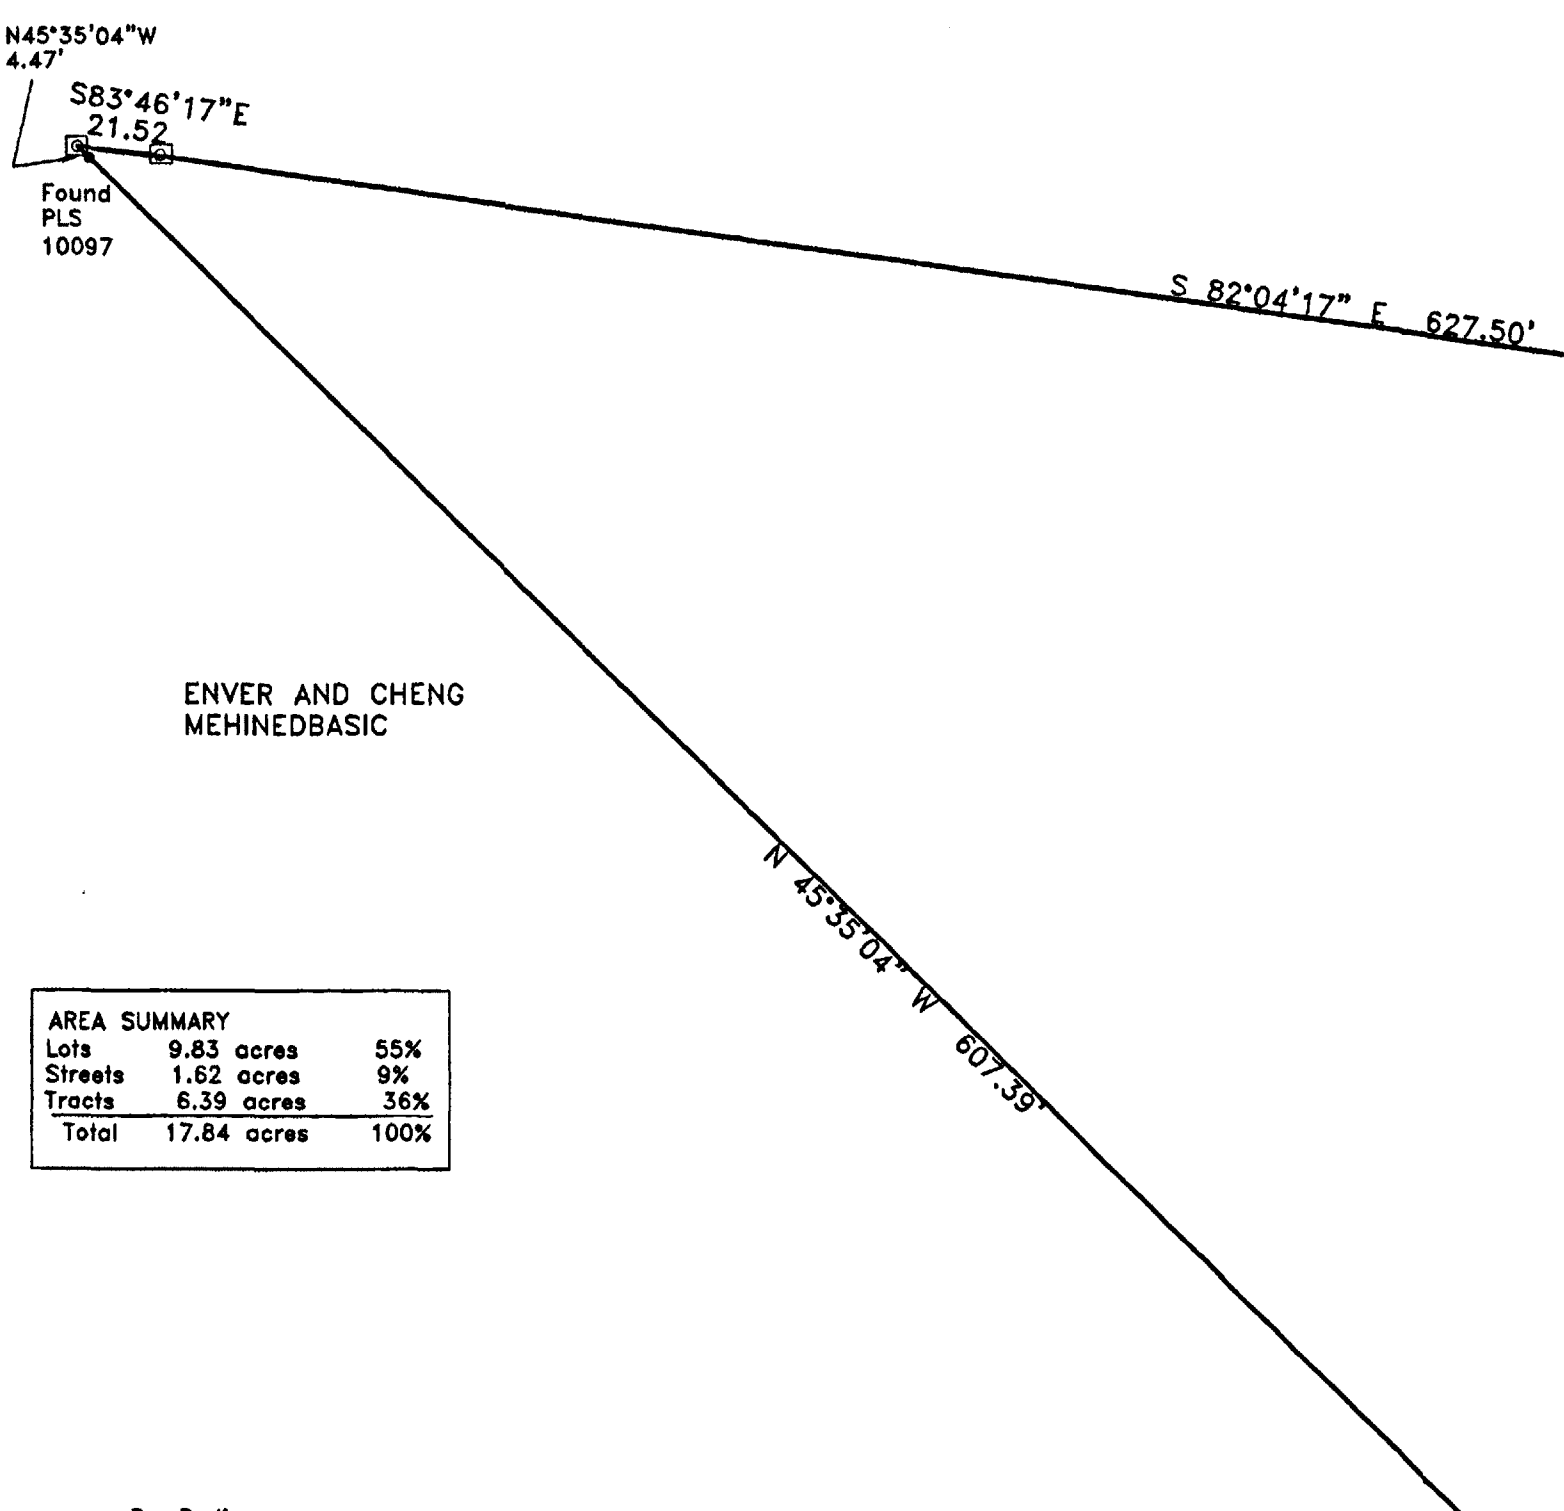 N45°35'04"W
4.47'
S83°46'17"E
21.52
Found
PLS
10097
S 82°04'17" E 627.50'
ENVER AND CHENG
MEHINEDBASIC
N 45°35'04" W 607.39'
AREA SUMMARY
Lots 9.83 acres 55%
Streets 1.62 acres 9%
Tracts 6.39 acres 36%
Total 17.84 acres 100%